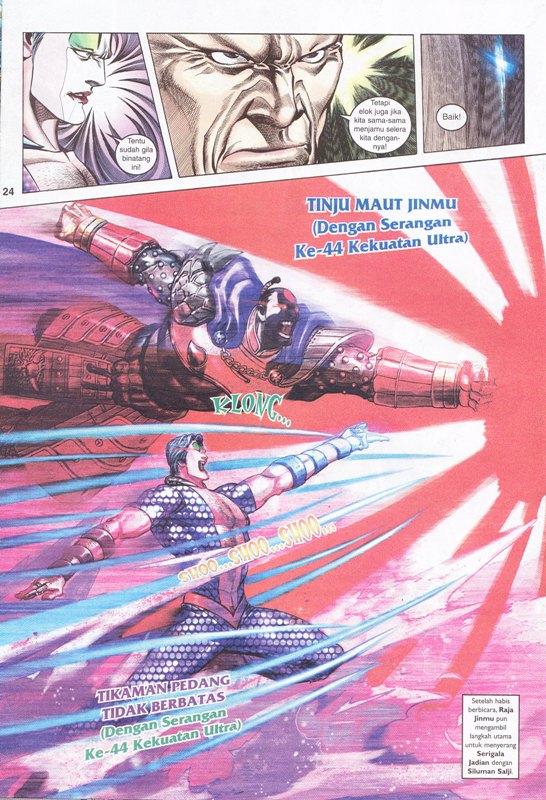 Tentu
sudah gila
binatang
ini!
Tetapi
elok juga jika
kita sama-sama
menjamu selera
kita dengan-
nya!
Baik!
24
TINJU MAUT JINMU
(Dengan Serangan
Ke-44 Kekuatan Ultra)
KLONG...
SHOO...SHOO...SHOO...
TIKAMAN PEDANG
TIDAK BERBATAS
(Dengan Serangan
Ke-44 Kekuatan Ultra)
Setelah habis
berbicara, Raja
Jinmu pun
mengambil
langkah utama
untuk menyerang
Serigala
Jadian dengan
Siluman Salji.